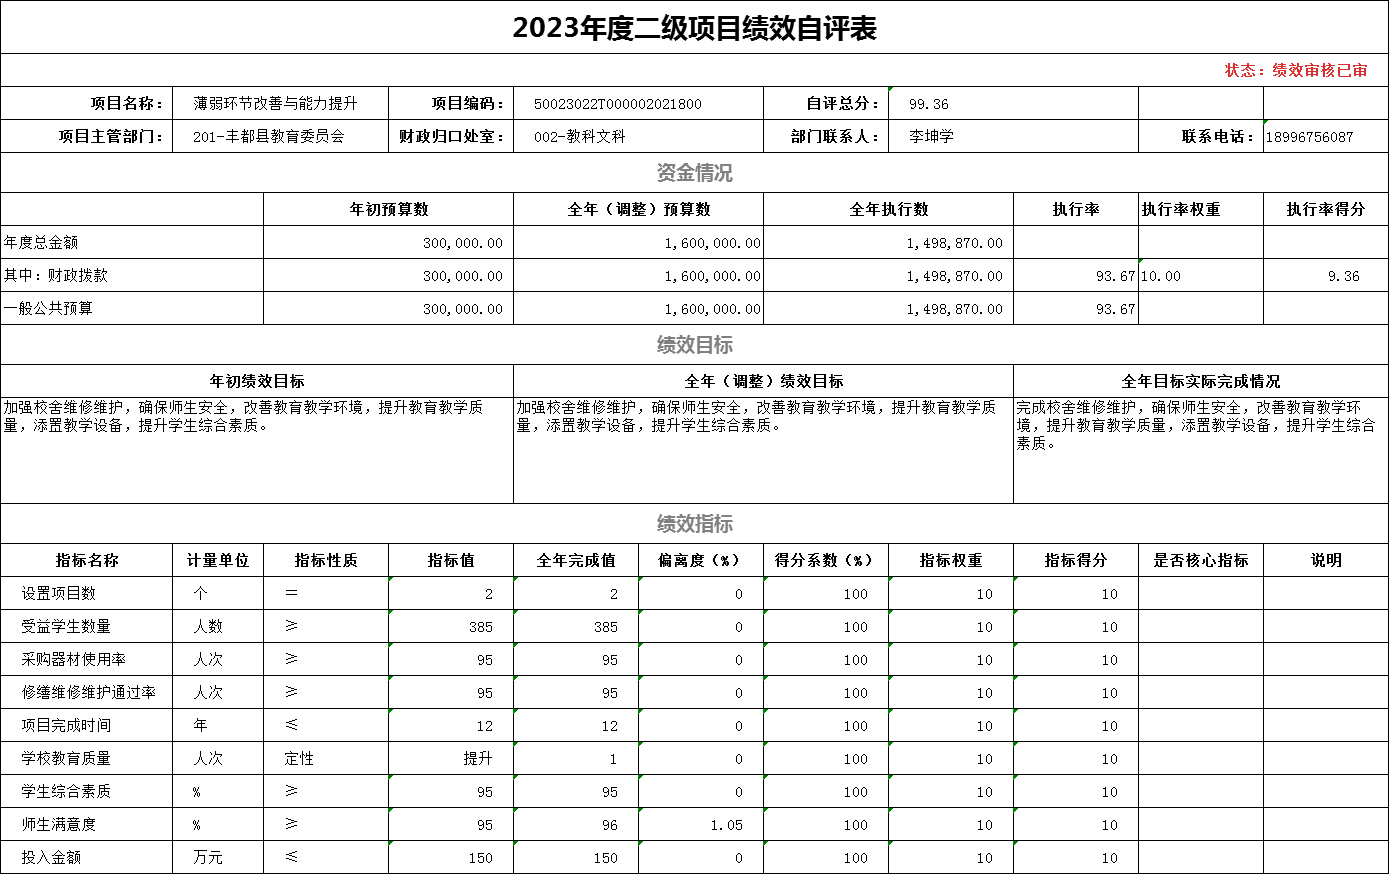 2023年度二级项目绩效自评表
状态：绩效审核已审
项目名称： 薄弱环节改善与能力提升 项目编码： 50023022T000002021800 自评总分： 99.36
项目主管部门： 201-丰都县教育委员会 财政归口处室： 002-教科文科 部门联系人： 李坤学 联系电话： 18996756087
资金情况
年初预算数 全年（调整）预算数 全年执行数 执行率 执行率权重 执行率得分
年度总金额 300,000.00 1,600,000.00 1,498,870.00
其中：财政拨款 300,000.00 1,600,000.00 1,498,870.00 93.67 10.00 9.36
一般公共预算 300,000.00 1,600,000.00 1,498,870.00 93.67
绩效目标
年初绩效目标 全年（调整）绩效目标 全年目标实际完成情况
加强校舍维修维护，确保师生安全，改善教育教学环境，提升教育教学质
量，添置教学设备，提升学生综合素质。
加强校舍维修维护，确保师生安全，改善教育教学环境，提升教育教学质
量，添置教学设备，提升学生综合素质。
完成校舍维修维护，确保师生安全，改善教育教学环
境，提升教育教学质量，添置教学设备，提升学生综合
素质。
绩效指标
指标名称 计量单位 指标性质 指标值 全年完成值 偏离度（%） 得分系数（%） 指标权重 指标得分 是否核心指标 说明
设置项目数 个 ＝ 2 2 0 100 10 10
受益学生数量 人数 ≥ 385 385 0 100 10 10
采购器材使用率 人次 ≥ 95 95 0 100 10 10
修缮维修维护通过率 人次 ≥ 95 95 0 100 10 10
项目完成时间 年 ≤ 12 12 0 100 10 10
学校教育质量 人次 定性 提升 1 0 100 10 10
学生综合素质 % ≥ 95 95 0 100 10 10
师生满意度 % ≥ 95 96 1.05 100 10 10
投入金额 万元 ≤ 150 150 0 100 10 10